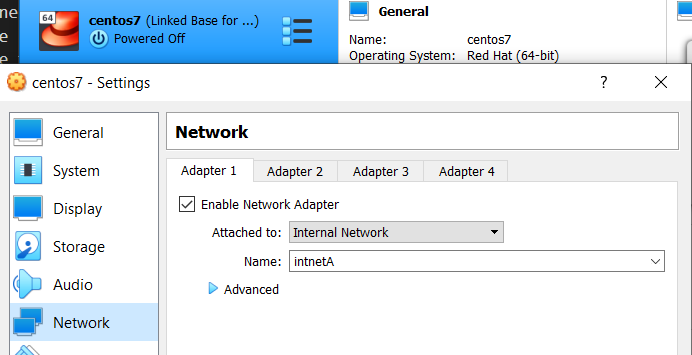 ne
64
centos7 (Linked Base for ...)
Powered Off
General
Name: centos7
Operating System: Red Hat (64-bit)
centos7 - Settings
?
General
System
Display
Storage
Audio
Network
Network
Adapter 1 Adapter 2 Adapter 3 Adapter 4
Enable Network Adapter
Attached to: Internal Network
Name: intnetA
Advanced